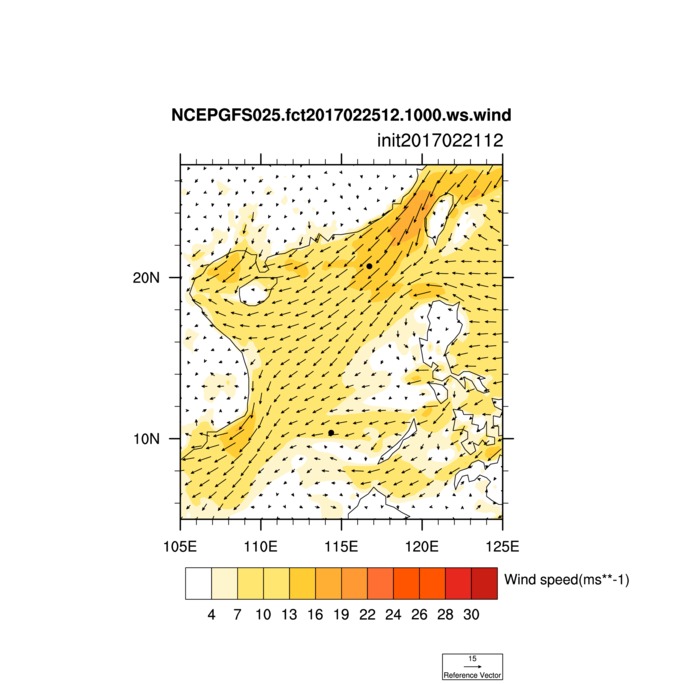 NCEPGFS025.fct2017022512.1000.ws.wind
init2017022112
20N
10N
105E 110E 115E 120E 125E
Wind speed(ms**-1)
4 7 10 13 16 19 22 24 26 28 30
15
Reference Vector